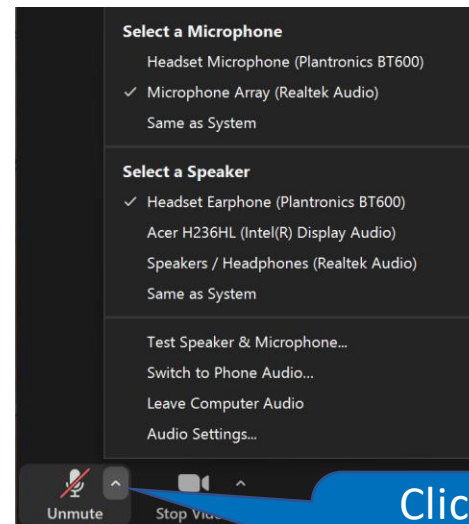 Select a Microphone
Headset Microphone (Plantronics BT600)
✓ Microphone Array (Realtek Audio)
Same as System
Select a Speaker
✓ Headset Earphone (Plantronics BT600)
Acer H236HL (Intel(R) Display Audio)
Speakers / Headphones (Realtek Audio)
Same as System
Test Speaker & Microphone...
Switch to Phone Audio...
Leave Computer Audio
Audio Settings...
Unmute
Stop
Clic